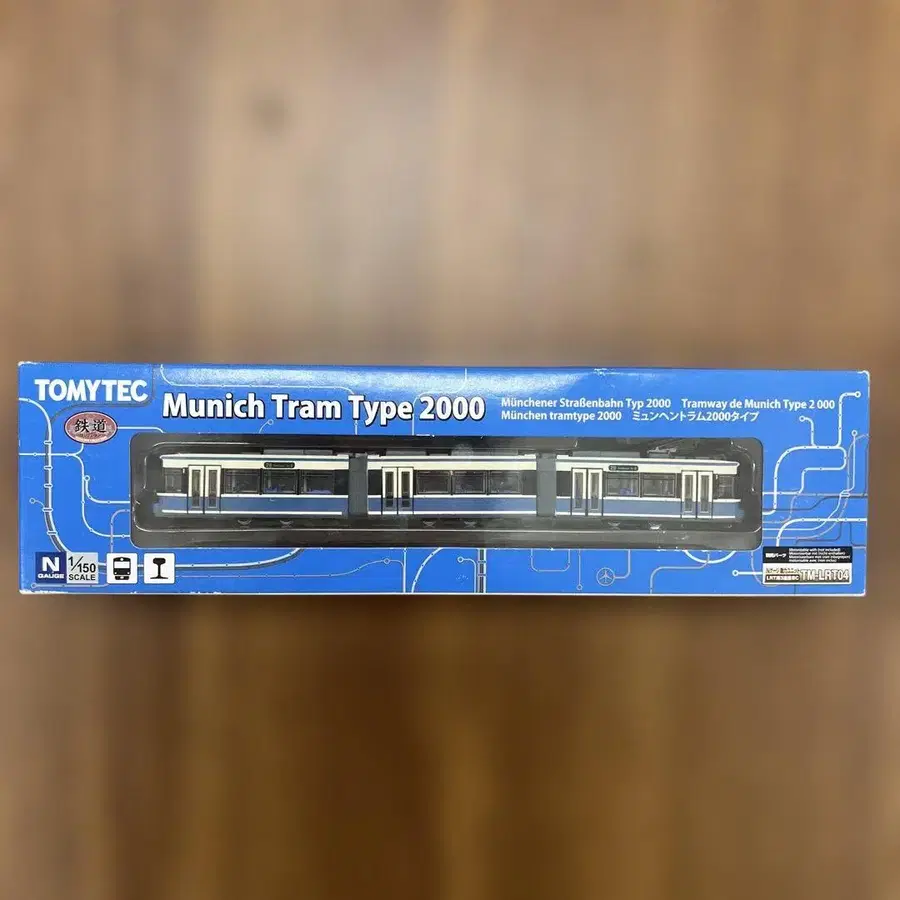 TOMYTEC
鉄道
Munich Tram Type 2000
Münchener Straßenbahn Typ 2000 Tramway de Munich Type 2 000
München tramtype 2000 ミュンヘントラム2000タイプ
N
GAUGE
1/150
SCALE
TM-LRT04